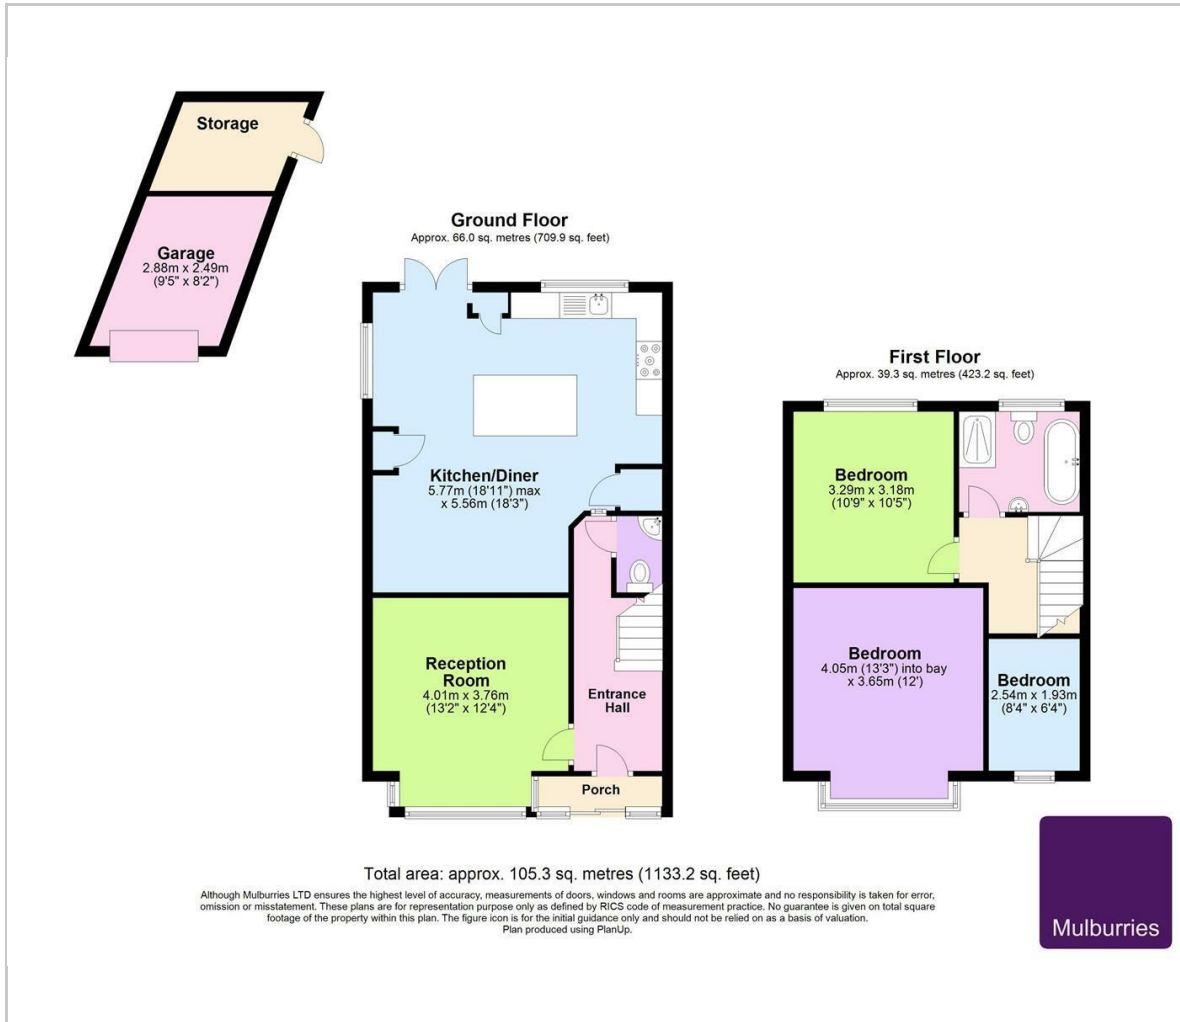 Storage
Garage
2.88m x 2.49m
(9'5" x 8'2")
Ground Floor
Approx. 66.0 sq. metres (709.9 sq. feet)
Kitchen/Diner
5.77m (18'11") max
x 5.56m (18'3")
Reception
Room
4.01m x 3.76m
(13'2" x 12'4")
Entrance
Hall
Porch
First Floor
Approx. 39.3 sq. metres (423.2 sq. feet)
Bedroom
3.29m x 3.18m
(10'9" x 10'5")
Bedroom
4.05m (13'3") into bay
x 3.65m (12')
Bedroom
2.54m x 1.93m
(8'4" x 6'4")
Total area: approx. 105.3 sq. metres (1133.2 sq. feet)
Although Mulburries LTD ensures the highest level of accuracy, measurements of doors, windows and rooms are approximate and no responsibility is taken for error,
omission or misstatement. These plans are for representation purpose only as defined by RICS code of measurement practice. No guarantee is given on total square
footage of the property within this plan. The figure icon is for the initial guidance only and should not be relied on as a basis of valuation.
Plan produced using PlanUp.
Mulburries